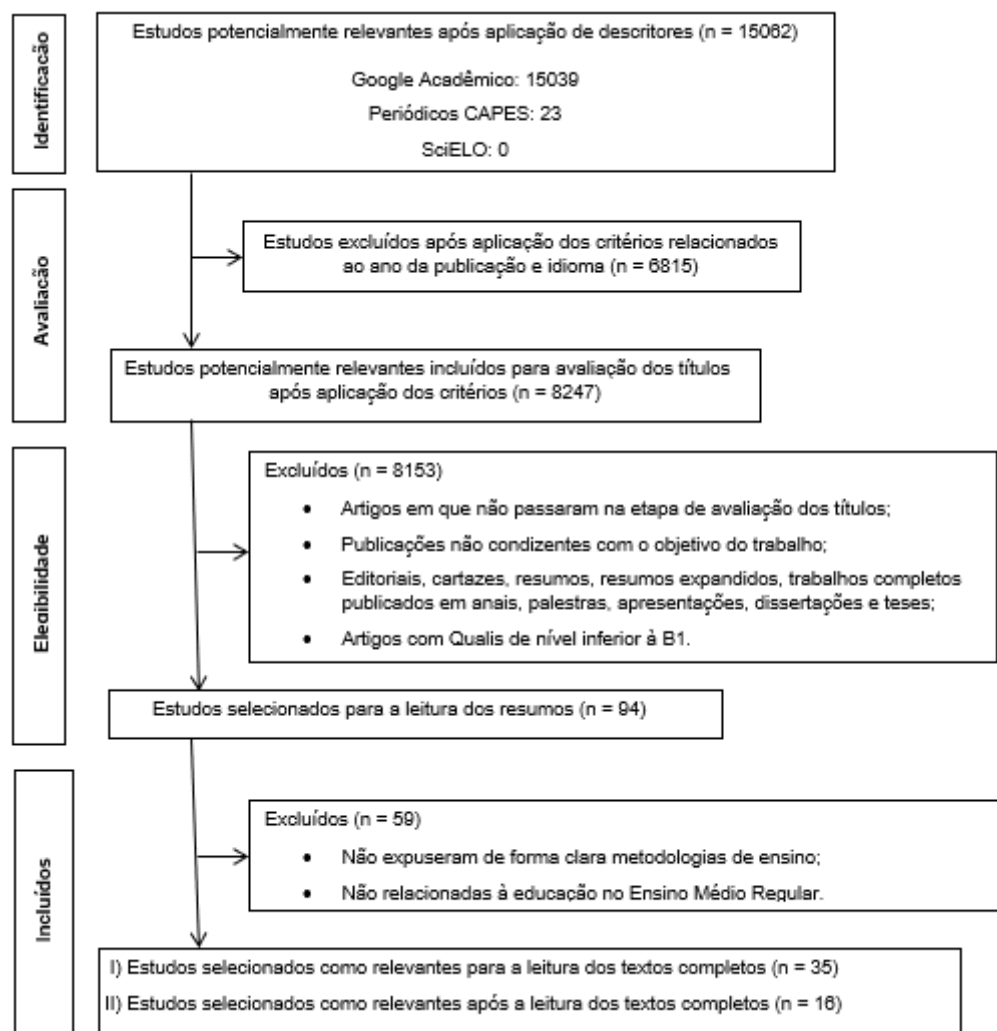 Identificacão
Estudos potencialmente relevantes após aplicação de descritores (n = 15062)
Google Acadêmico: 15039
Periódicos CAPES: 23
SciELO: 0
Avaliacão
Estudos excluídos após aplicação dos critérios relacionados
ao ano da publicação e idioma (n = 6815)
Estudos potencialmente relevantes incluídos para avaliação dos títulos
após aplicação dos critérios (n = 8247)
Elegibilidade
Excluídos (n = 8153)
• Artigos em que não passaram na etapa de avaliação dos títulos;
• Publicações não condizentes com o objetivo do trabalho;
• Editoriais, cartazes, resumos, resumos expandidos, trabalhos completos
publicados em anais, palestras, apresentações, dissertações e teses;
• Artigos com Qualis de nível inferior à B1.
Estudos selecionados para a leitura dos resumos (n = 94)
Incluídos
Excluídos (n = 59)
• Não expuseram de forma clara metodologias de ensino;
• Não relacionadas à educação no Ensino Médio Regular.
I) Estudos selecionados como relevantes para a leitura dos textos completos (n = 35)
II) Estudos selecionados como relevantes após a leitura dos textos completos (n = 16)